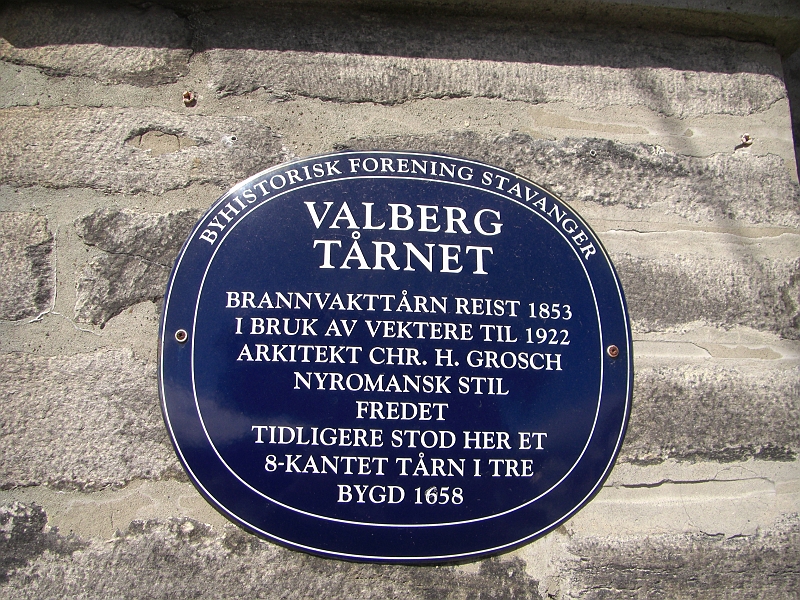 BYHISTORISK FORENING STAVANGER
VALBERG
TÅRNET
BRANNVAKTTÅRN REIST 1853
I BRUK AV VEKTERE TIL 1922
ARKITEKT CHR. H. GROSCH
NYROMANSK STIL
FREDET
TIDLIGERE STOD HER ET
8-KANTET TÅRN I TRE
BYGD 1658